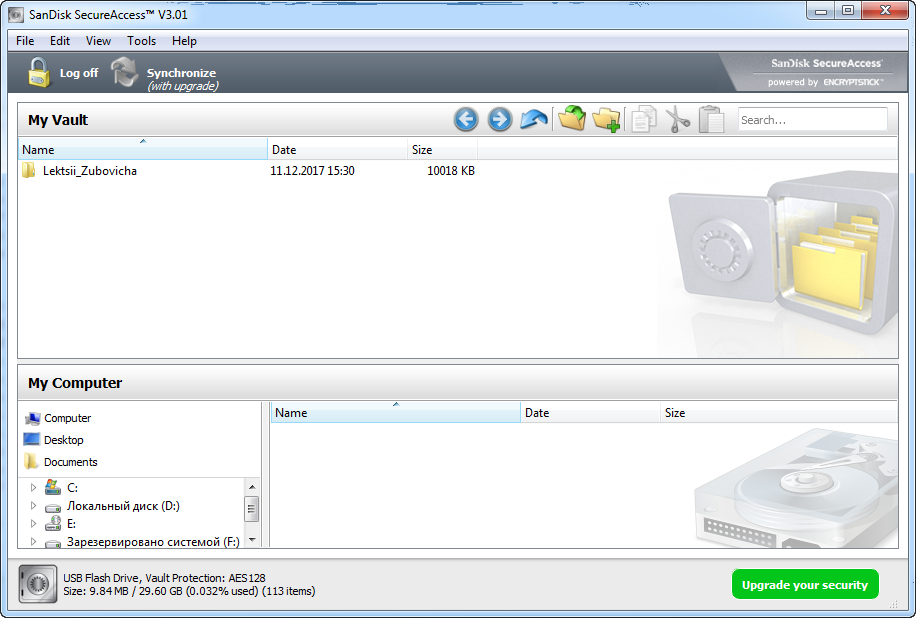 SanDisk SecureAccess™ V3.01
File Edit View Tools Help
Log off
Synchronize
(with upgrade)
SanDisk SecureAccess®
powered by ENCRYPTSTICK™
My Vault
Search...
Name Date Size
Lektsii_Zubovicha 11.12.2017 15:30 10018 KB
My Computer
Computer
Desktop
Documents
Name Date Size
C:
Локальный диск (D:)
E:
Зарезервировано системой (F:)
USB Flash Drive, Vault Protection: AES128
Size: 9.84 MB / 29.60 GB (0.032% used) (113 items)
Upgrade your security